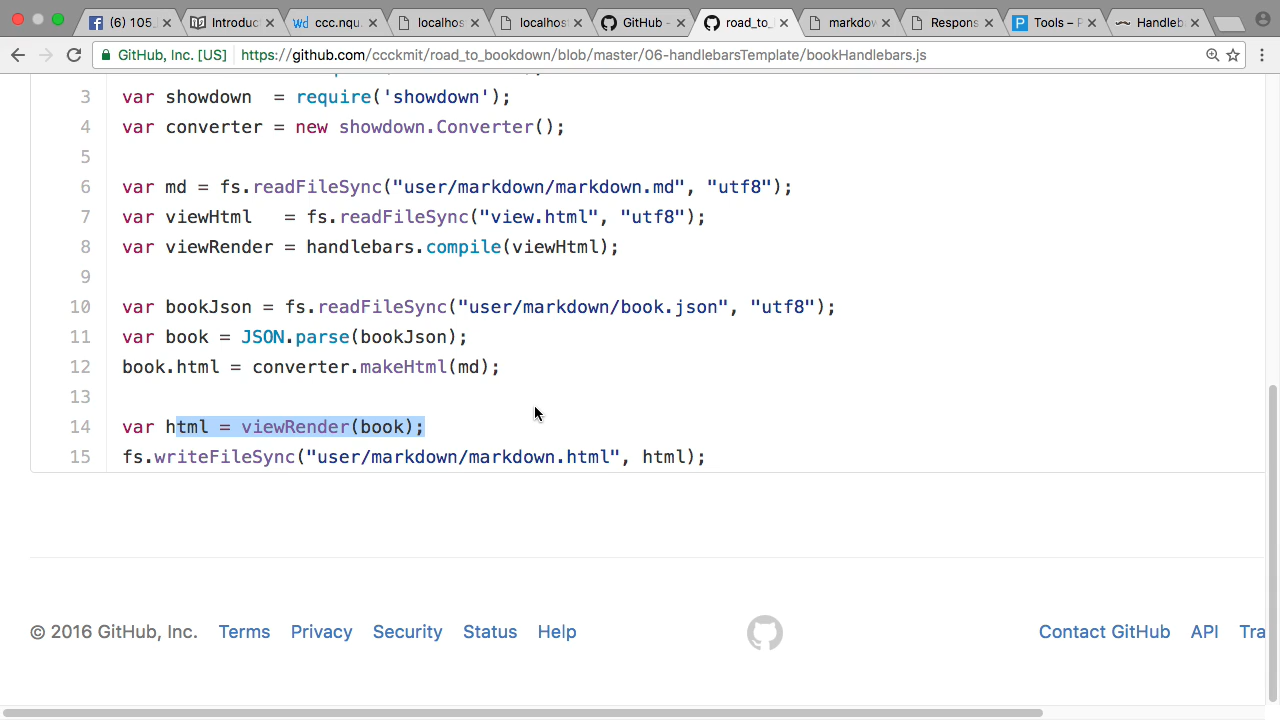 (6) 105
Introduc
ccc.nqu.
localhos
localhos
GitHub -
road_to_
markdow
Respons
Tools – P
Handleb
GitHub, Inc. [US]
https://github.com/ccckmit/road_to_bookdown/blob/master/06-handlebarsTemplate/bookHandlebars.js
3 var showdown  = require('showdown');
4 var converter = new showdown.Converter();
5
6 var md = fs.readFileSync("user/markdown/markdown.md", "utf8");
7 var viewHtml   = fs.readFileSync("view.html", "utf8");
8 var viewRender = handlebars.compile(viewHtml);
9
10 var bookJson = fs.readFileSync("user/markdown/book.json", "utf8");
11 var book = JSON.parse(bookJson);
12 book.html = converter.makeHtml(md);
13
14 var html = viewRender(book);
15 fs.writeFileSync("user/markdown/markdown.html", html);
© 2016 GitHub, Inc. Terms Privacy Security Status Help Contact GitHub API Tra